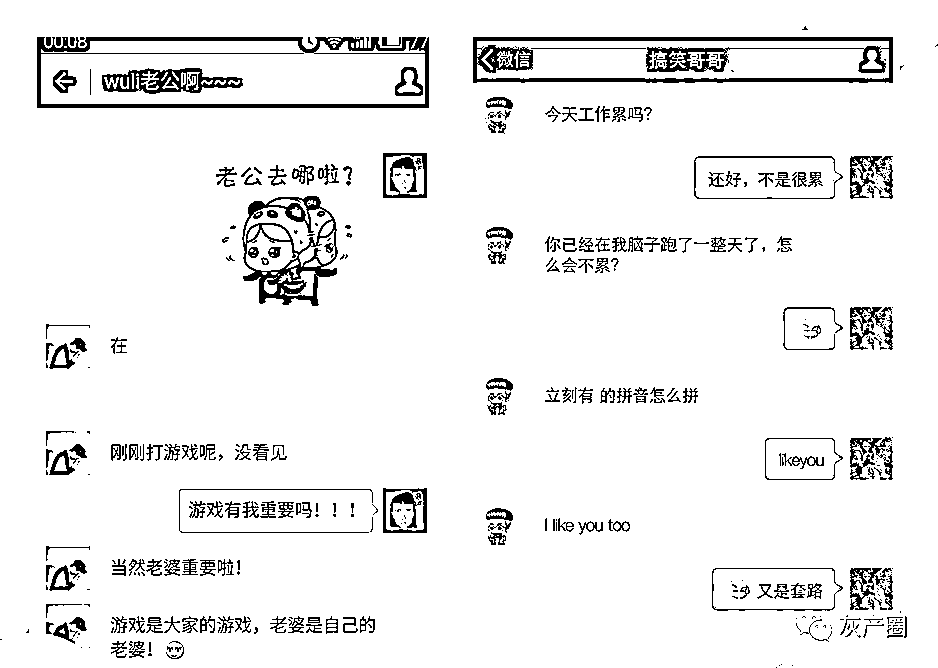 00:08
wuli老公啊~~~
老公去哪啦？
在
刚刚打游戏呢，没看见
游戏有我重要吗！！！
当然老婆重要啦！
游戏是大家的游戏，老婆是自己的
老婆！
微信
搞笑哥哥
今天工作累吗？
还好，不是很累
你已经在我脑子跑了一整天了，怎
么会不累？
立刻有 的拼音怎么拼
likeyou
I like you too
又是套路
灰产圈